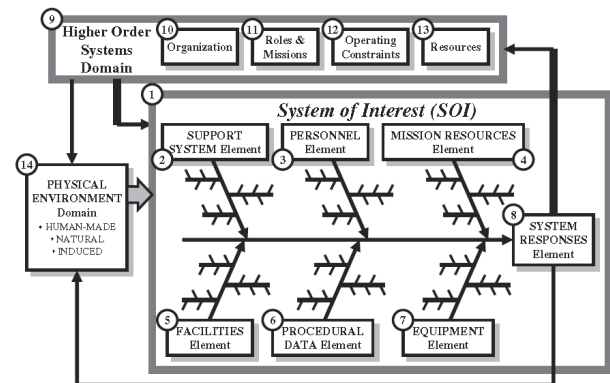 9
Higher Order
Systems
Domain
10
Organization
11
Roles &
Missions
12
Operating
Constraints
13
Resources
1
System of Interest (SOI)
SUPPORT
SYSTEM Element
2
PERSONNEL
Element
3
MISSION RESOURCES
Element
4
14
PHYSICAL
ENVIRONMENT
Domain
• HUMAN-MADE
• NATURAL
• INDUCED
8
SYSTEM
RESPONSES
Element
5
FACILITIES
Element
6
PROCEDURAL
DATA Element
7
EQUIPMENT
Element